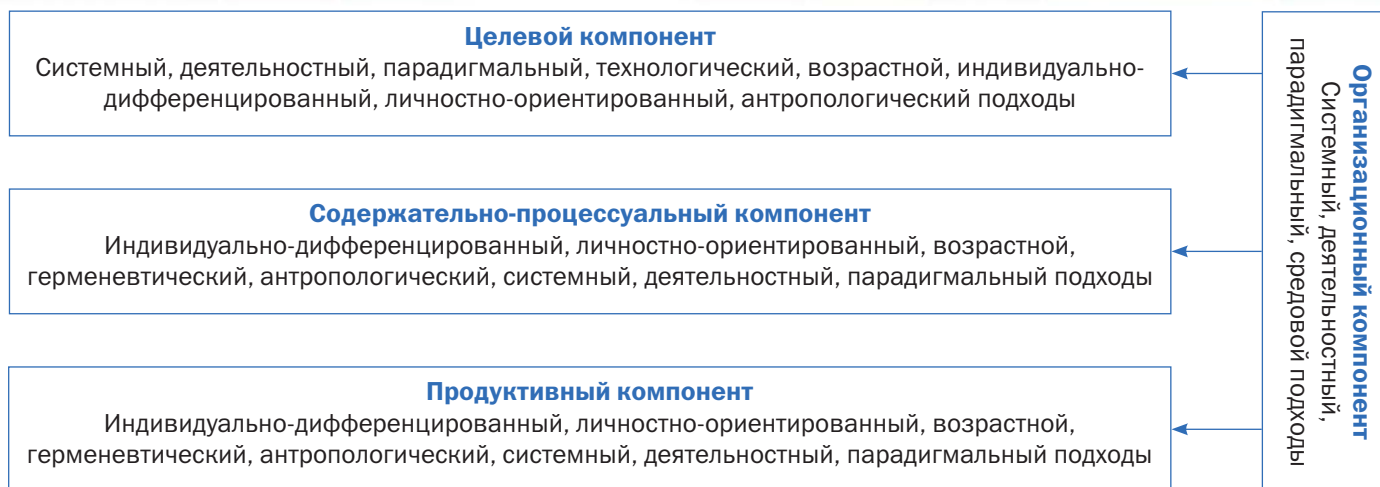 Целевой компонент
Системный, деятельностный, парадигмальный, технологический, возрастной, индивидуально-
дифференцированный, личностно-ориентированный, антропологический подходы
Содержательно-процессуальный компонент
Индивидуально-дифференцированный, личностно-ориентированный, возрастной,
герменевтический, антропологический, системный, деятельностный, парадигмальный подходы
Продуктивный компонент
Индивидуально-дифференцированный, личностно-ориентированный, возрастной,
герменевтический, антропологический, системный, деятельностный, парадигмальный подходы
Организационный компонент
Системный, деятельностный,
парадигмальный, средовой подходы